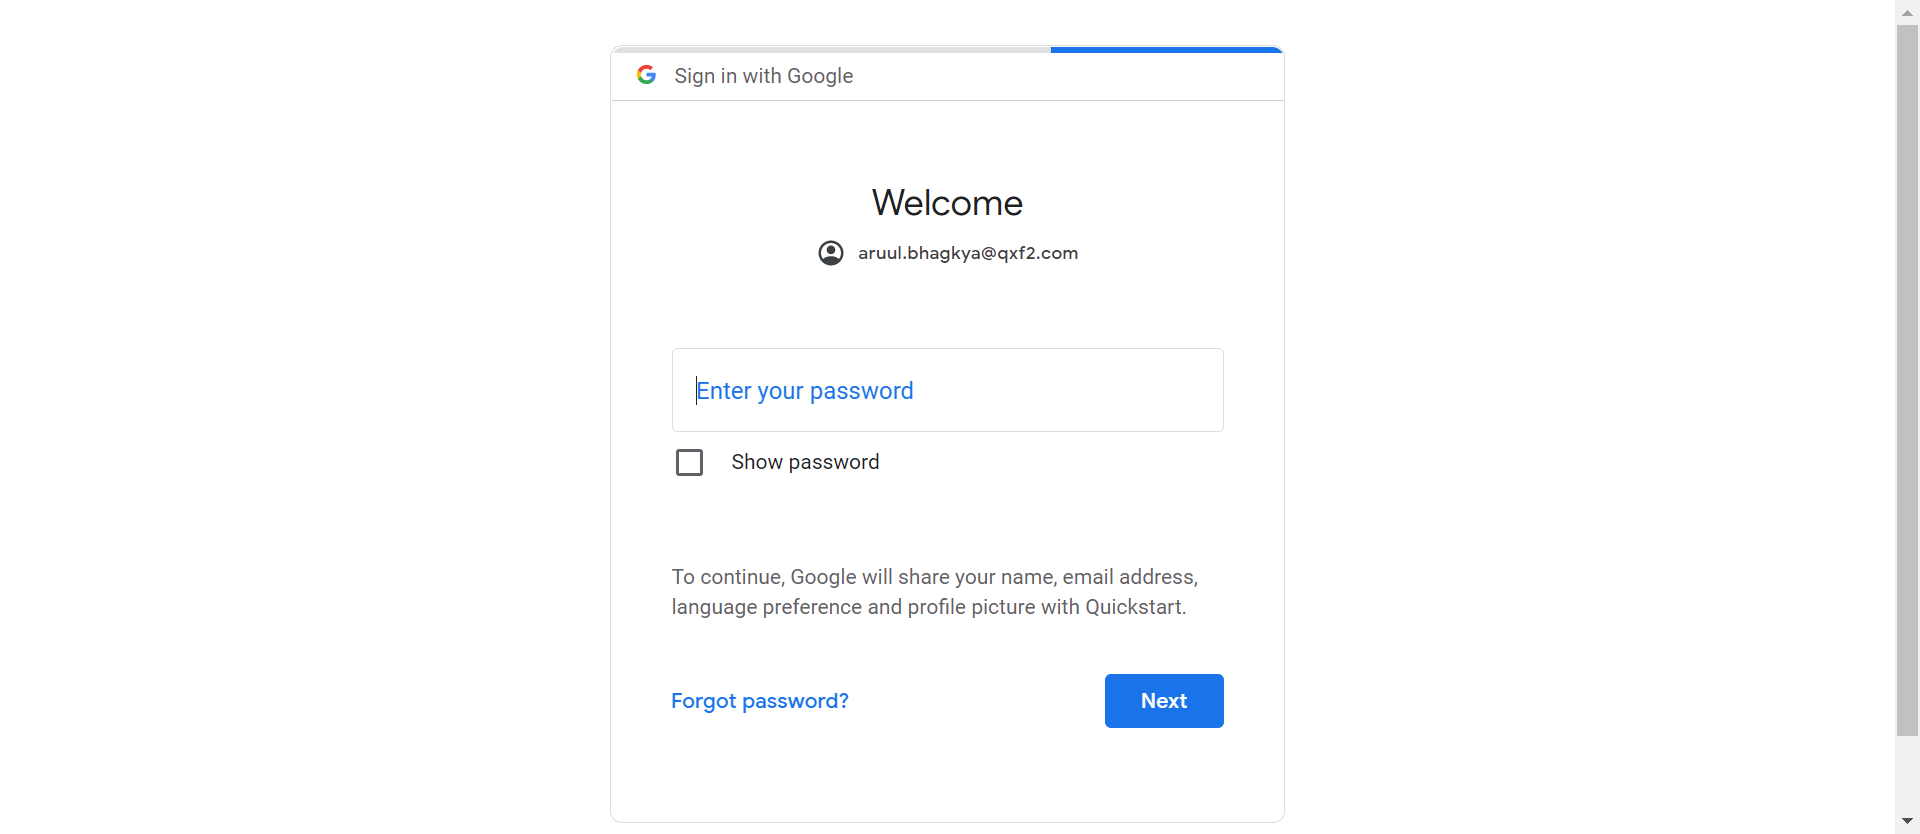 Sign in with Google
Welcome
aruul.bhagkya@qxf2.com
Enter your password
Show password
To continue, Google will share your name, email address,
language preference and profile picture with Quickstart.
Forgot password?
Next